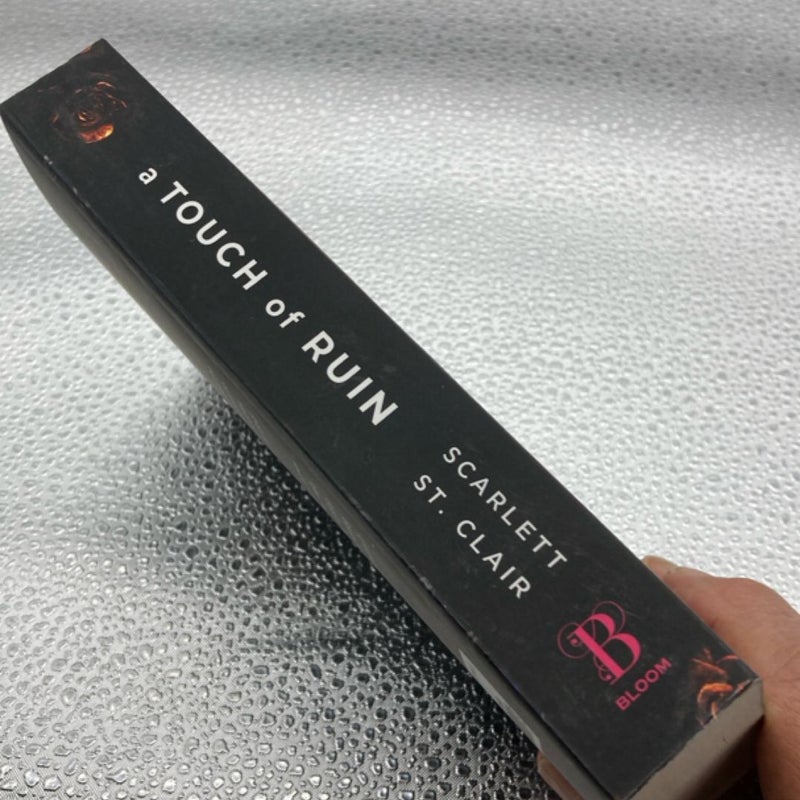 a TOUCH of RUIN
SCARLETT
ST. CLAIR
B
BLOOM